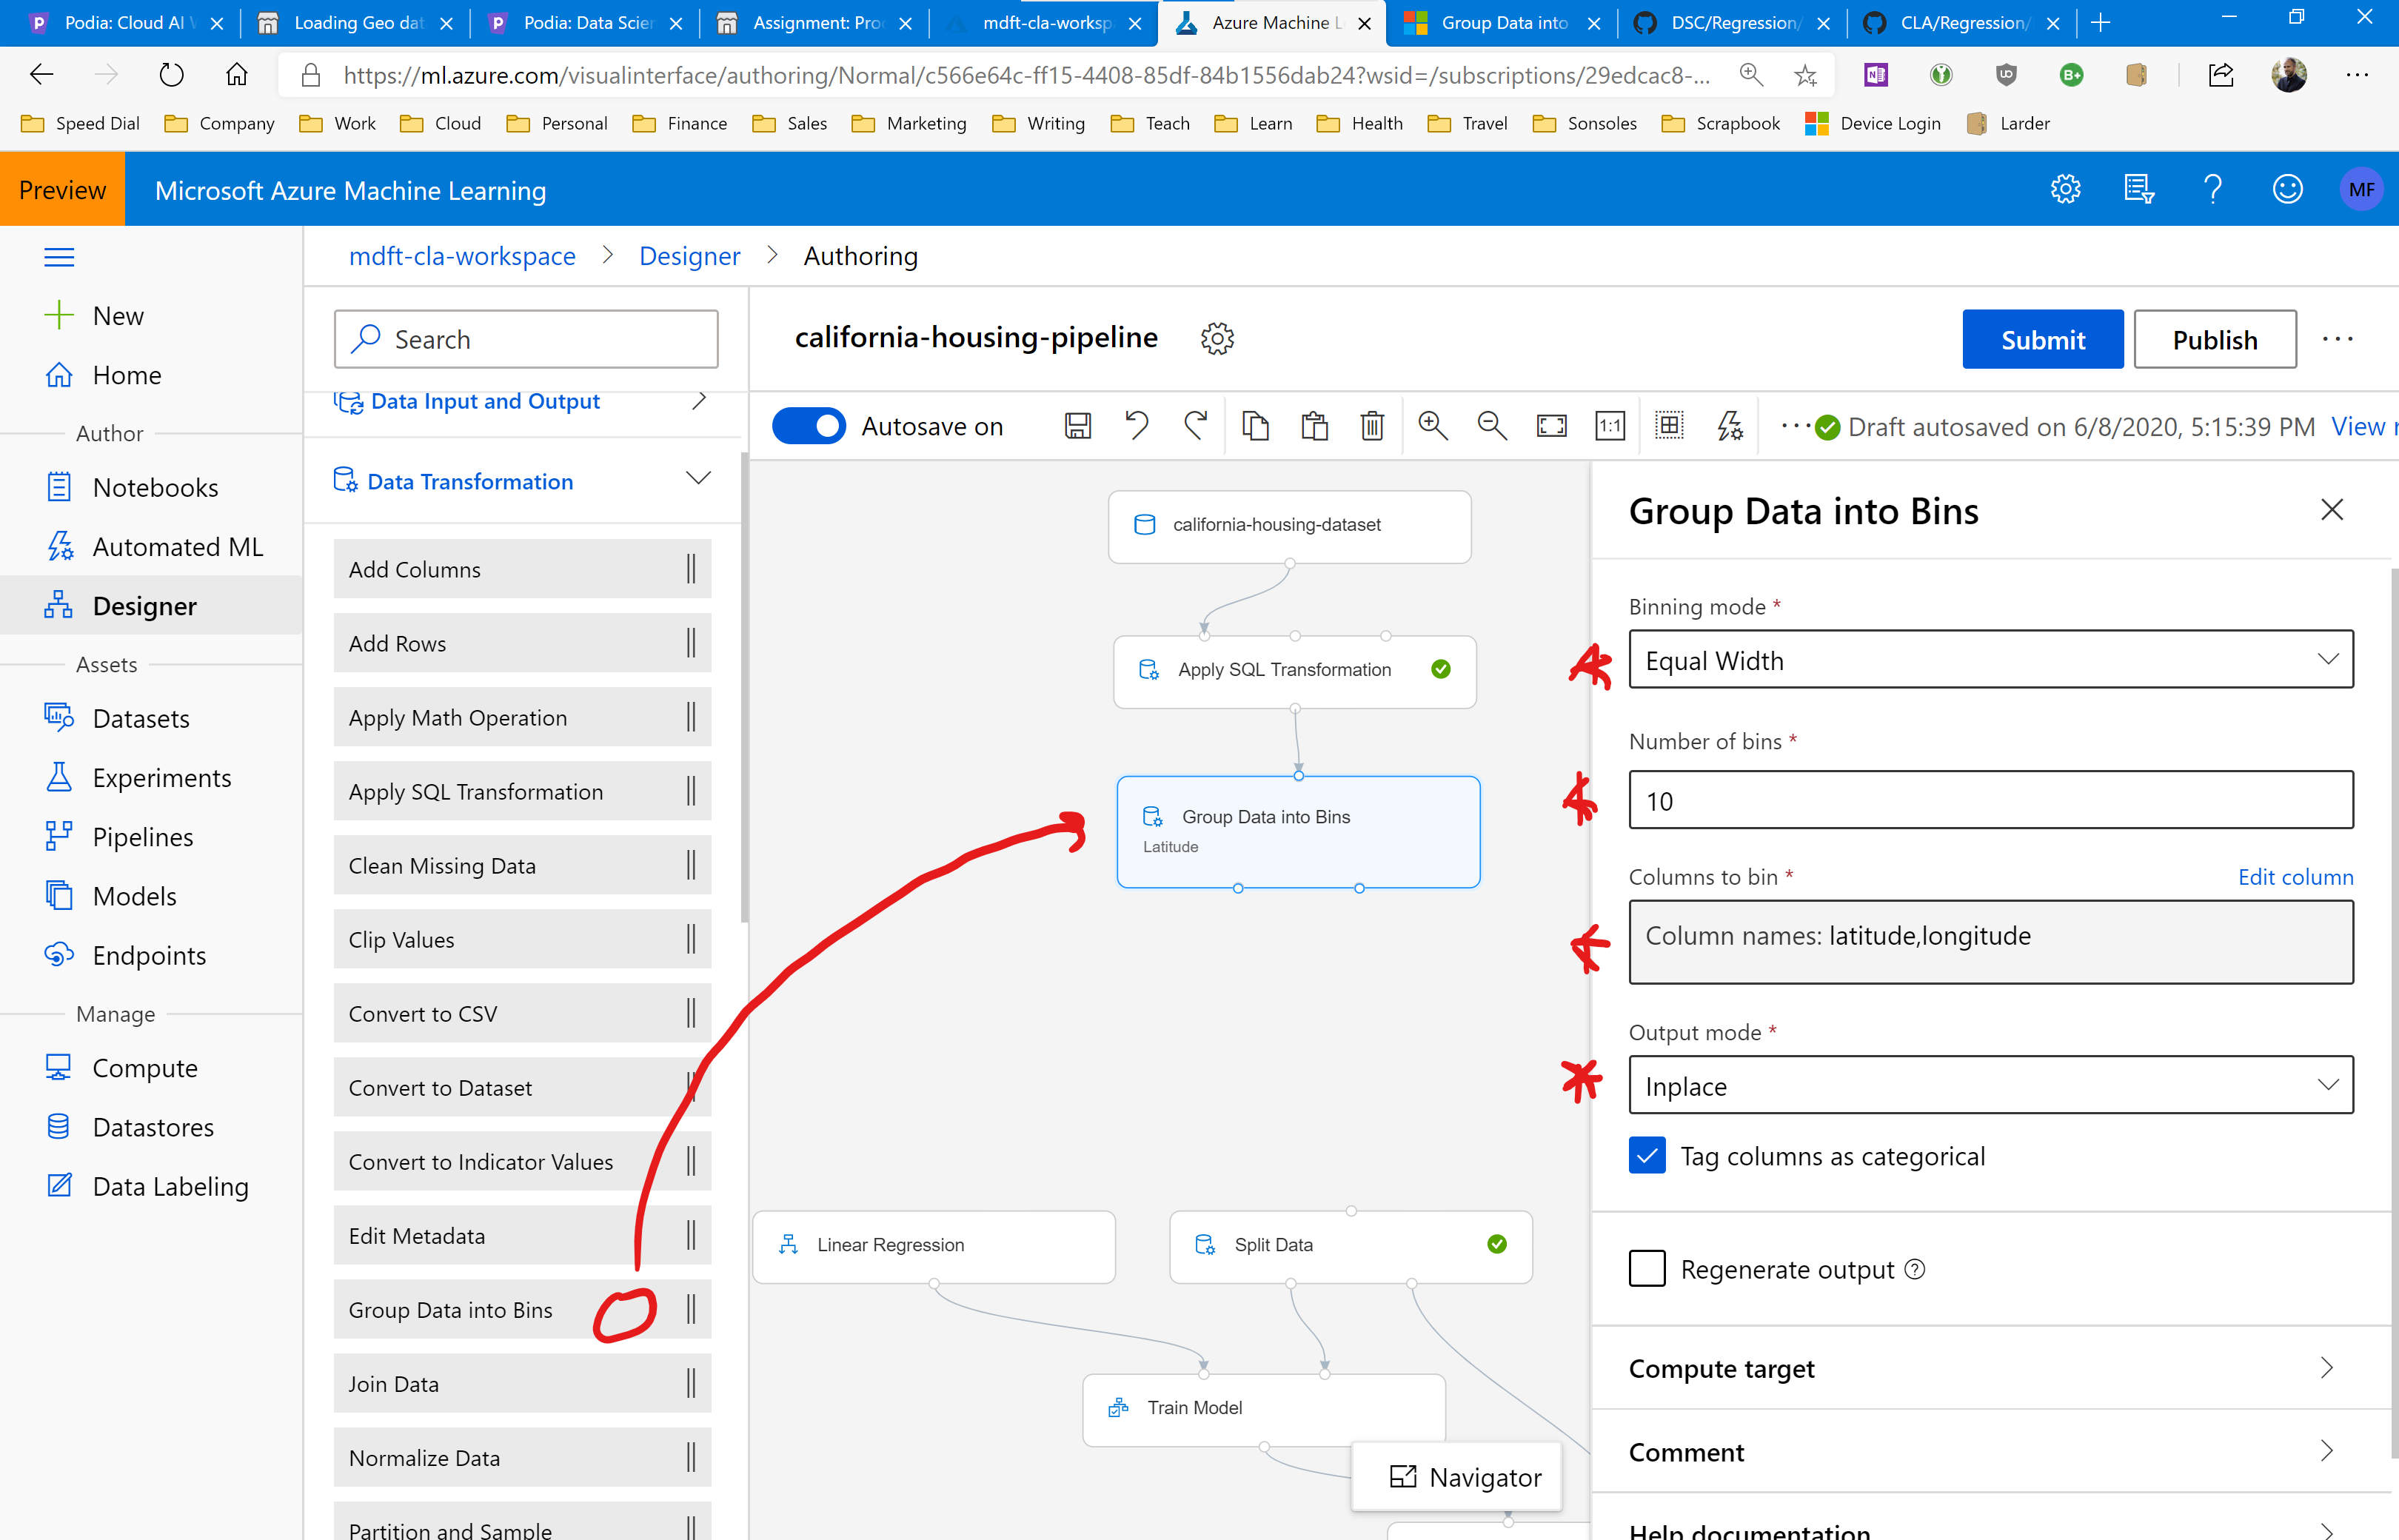 Podia: Cloud AI W
Loading Geo dat
Podia: Data Scien
Assignment: Pro
mdft-cla-worksp
Azure Machine L
Group Data into
DSC/Regression/
CLA/Regression/
https://ml.azure.com/visualinterface/authoring/Normal/c566e64c-ff15-4408-85df-84b1556dab24?wsid=/subscriptions/29edcac8-...
Speed Dial
Company
Work
Cloud
Personal
Finance
Sales
Marketing
Writing
Teach
Learn
Health
Travel
Sonsoles
Scrapbook
Device Login
Larder
Preview
Microsoft Azure Machine Learning
MF
New
Home
Author
Notebooks
Automated ML
Designer
Assets
Datasets
Experiments
Pipelines
Models
Endpoints
Manage
Compute
Datastores
Data Labeling
mdft-cla-workspace > Designer > Authoring
Search
Data Input and Output
Data Transformation
Add Columns
Add Rows
Apply Math Operation
Apply SQL Transformation
Clean Missing Data
Clip Values
Convert to CSV
Convert to Dataset
Convert to Indicator Values
Edit Metadata
Group Data into Bins
Join Data
Normalize Data
Partition and Sample
california-housing-pipeline
Submit
Publish
Autosave on
1:1
Draft autosaved on 6/8/2020, 5:15:39 PM
View r
california-housing-dataset
Apply SQL Transformation
Group Data into Bins
Latitude
Linear Regression
Split Data
Train Model
Navigator
Group Data into Bins
Binning mode *
Equal Width
Number of bins *
10
Columns to bin *
Edit column
Column names: latitude,longitude
Output mode *
Inplace
Tag columns as categorical
Regenerate output
Compute target
Comment
Help documentation